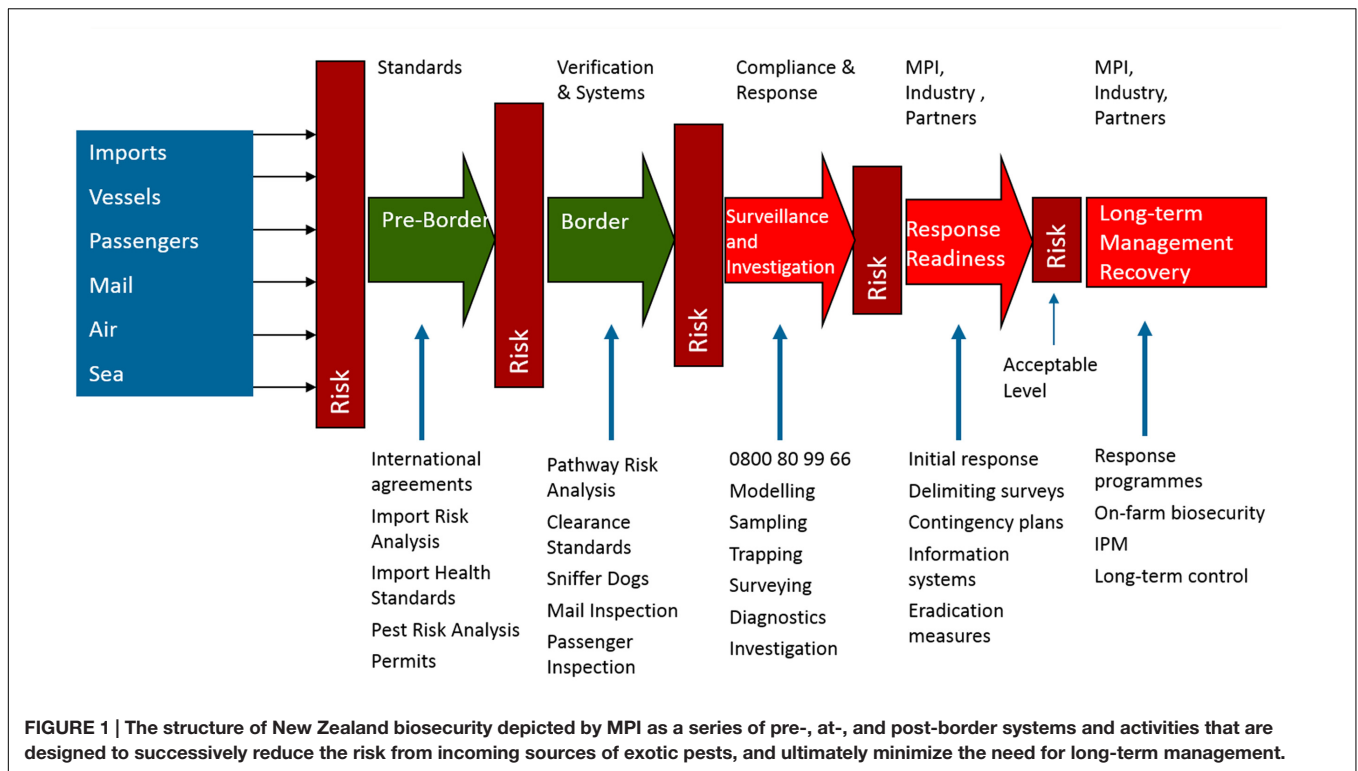 Standards
Verification
& Systems
Compliance &
Response
MPI,
Industry ,
Partners
MPI,
Industry,
Partners
Imports
Vessels
Passengers
Mail
Air
Sea
Risk
Pre-Border
Risk
Border
Risk
Surveillance
and
Investigation
Risk
Response
Readiness
Risk
Long-term
Management
Recovery
Acceptable
Level
International
agreements
Import Risk
Analysis
Import Health
Standards
Pest Risk Analysis
Permits
Pathway Risk
Analysis
Clearance
Standards
Sniffer Dogs
Mail Inspection
Passenger
Inspection
0800 80 99 66
Modelling
Sampling
Trapping
Surveying
Diagnostics
Investigation
Initial response
Delimiting surveys
Contingency plans
Information
systems
Eradication
measures
Response
programmes
On-farm biosecurity
IPM
Long-term control
FIGURE 1 | The structure of New Zealand biosecurity depicted by MPI as a series of pre-, at-, and post-border systems and activities that are
designed to successively reduce the risk from incoming sources of exotic pests, and ultimately minimize the need for long-term management.